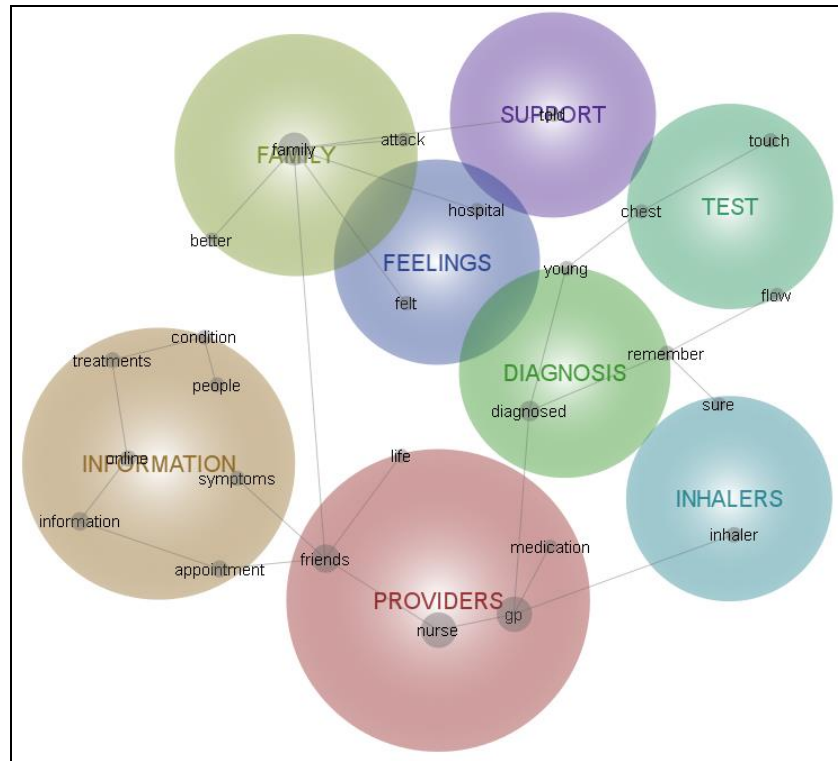 SUPPORT
told
attack
touch
family
FAMILY
TEST
hospital
chest
better
FEELINGS
young
flow
felt
condition
remember
treatments
DIAGNOSIS
people
sure
diagnosed
life
online
INFORMATION
symptoms
INHALERS
information
inhaler
medication
friends
appointment
PROVIDERS
gp
nurse